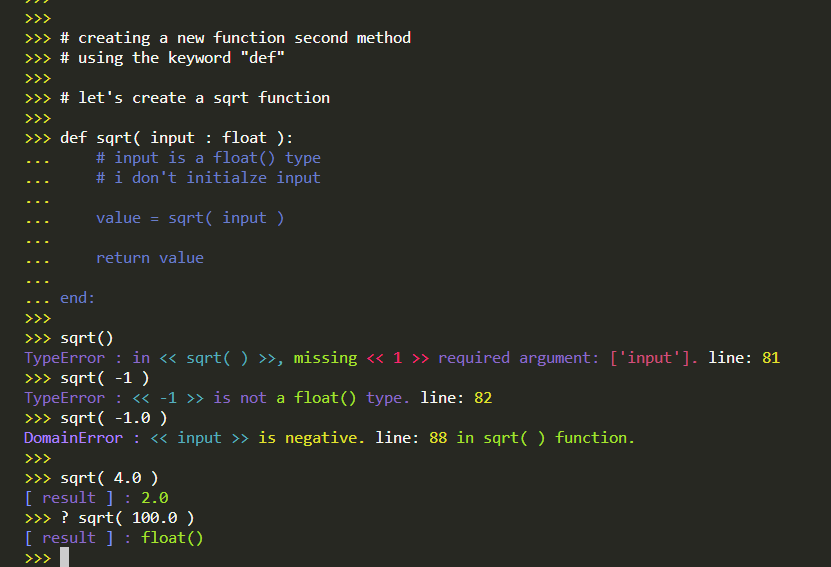 >>>
>>>
>>> # creating a new function second method
>>> # using the keyword "def"
>>>
>>> # let's create a sqrt function
>>>
>>> def sqrt( input : float ):
...     # input is a float() type
...     # i don't initialze input
...
...     value = sqrt( input )
...
...     return value
...
... end:
>>>
>>> sqrt()
TypeError : in << sqrt( ) >>, missing << 1 >> required argument: ['input']. line: 81
>>> sqrt( -1 )
TypeError : << -1 >> is not a float() type. line: 82
>>> sqrt( -1.0 )
DomainError : << input >> is negative. line: 88 in sqrt( ) function.
>>>
>>> sqrt( 4.0 )
[ result ] : 2.0
>>> ? sqrt( 100.0 )
[ result ] : float()
>>>